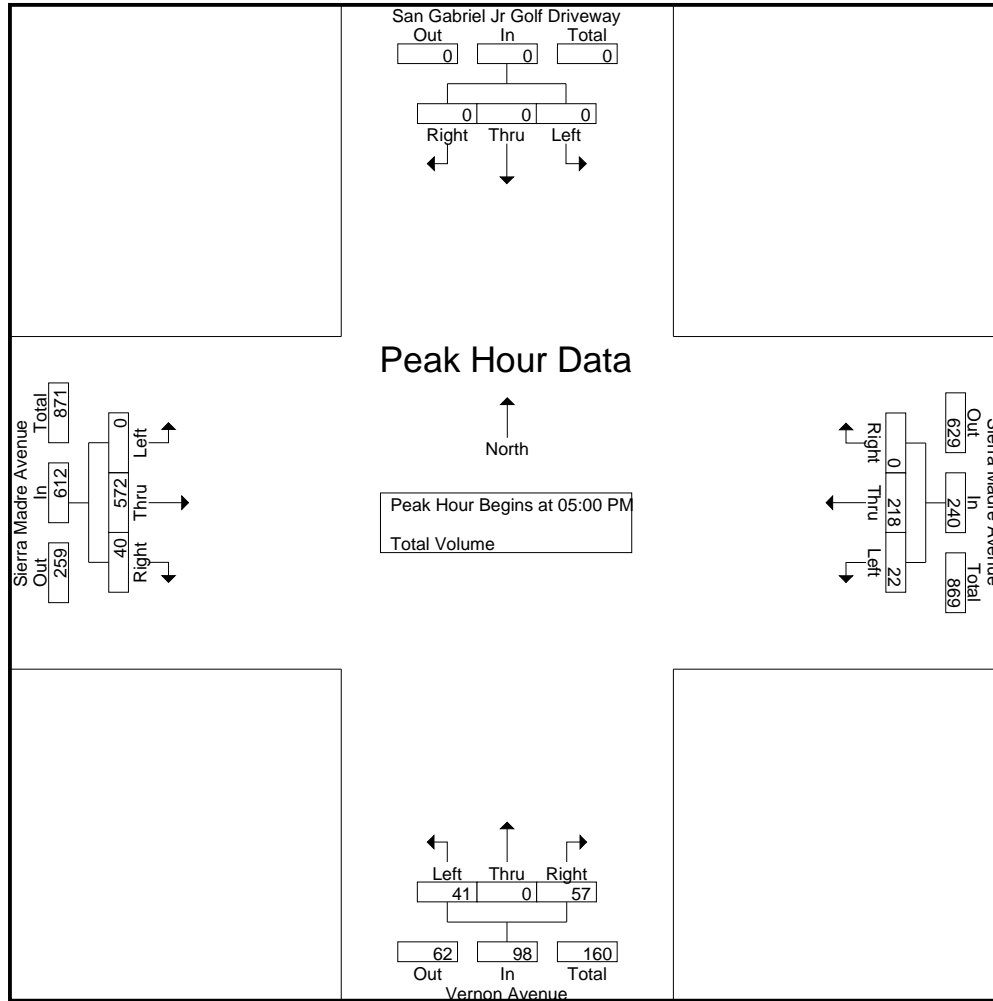 San Gabriel Jr Golf Driveway
Out In Total
0 0 0
0 0 0
Right Thru Left
Peak Hour Data
North
Peak Hour Begins at 05:00 PM
Total Volume
Sierra Madre Avenue
Out In Total
259 612 871
40 572 0
Right Thru Left
Sierra Madre Avenue
Out In Total
629 240 869
0 218 22
Right Thru Left
Left Thru Right
41 0 57
62 98 160
Out In Total
Vernon Avenue